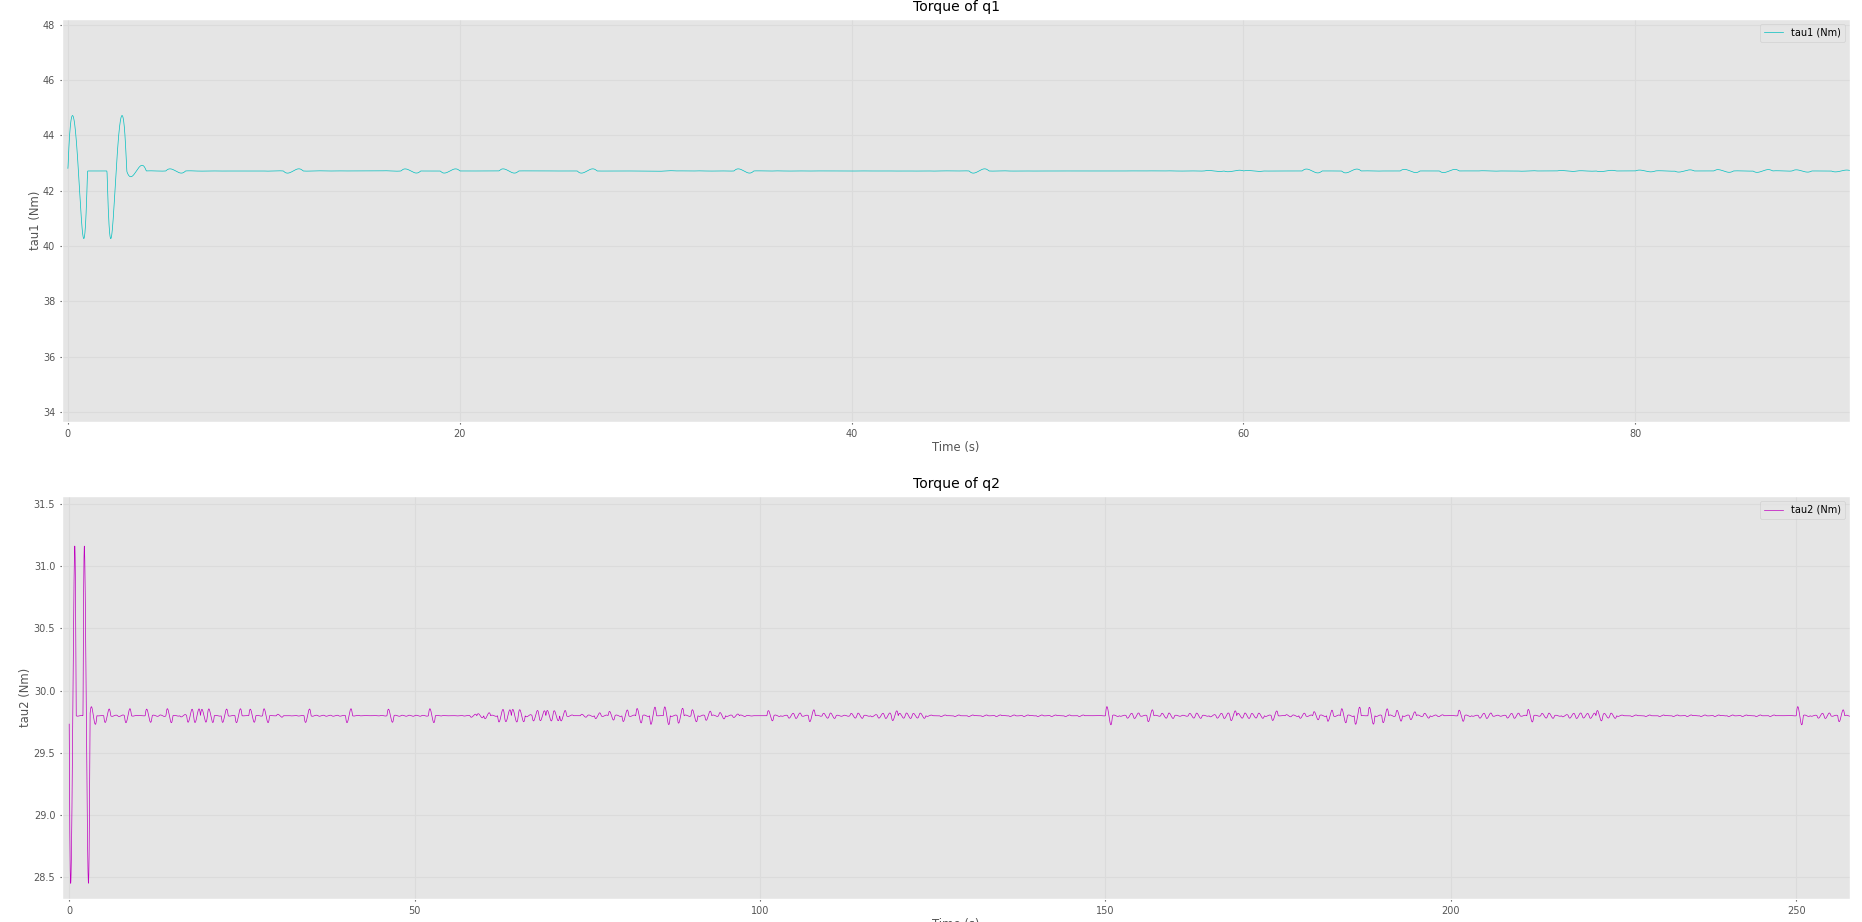 Torque of q1
tau1 (Nm)
48
46
44
42
40
38
36
34
tau1 (Nm)
0 20 40 60 80
Time (s)
Torque of q2
tau2 (Nm)
31.5
31.0
30.5
30.0
29.5
29.0
28.5
tau2 (Nm)
0 50 100 150 200 250
Time (s)